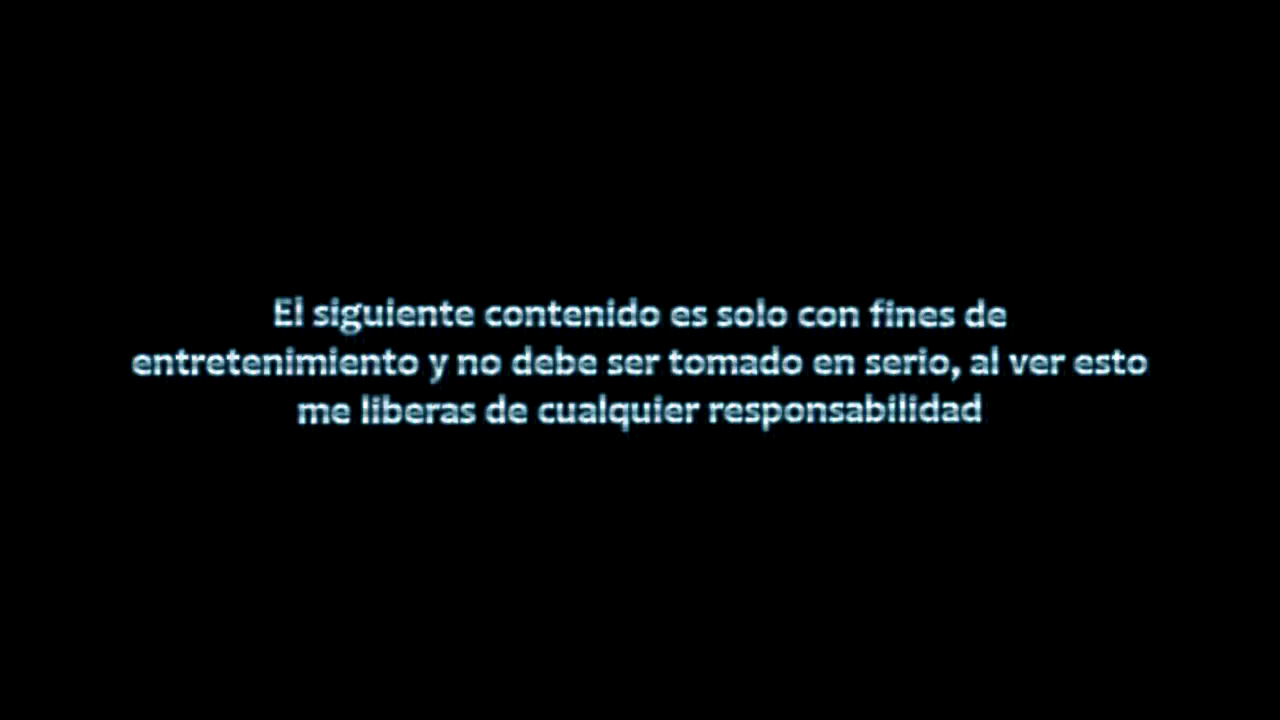 El siguiente contenido es solo con fines de
entretenimiento y no debe ser tomado en serio, al ver esto
me liberas de cualquier responsabilidad